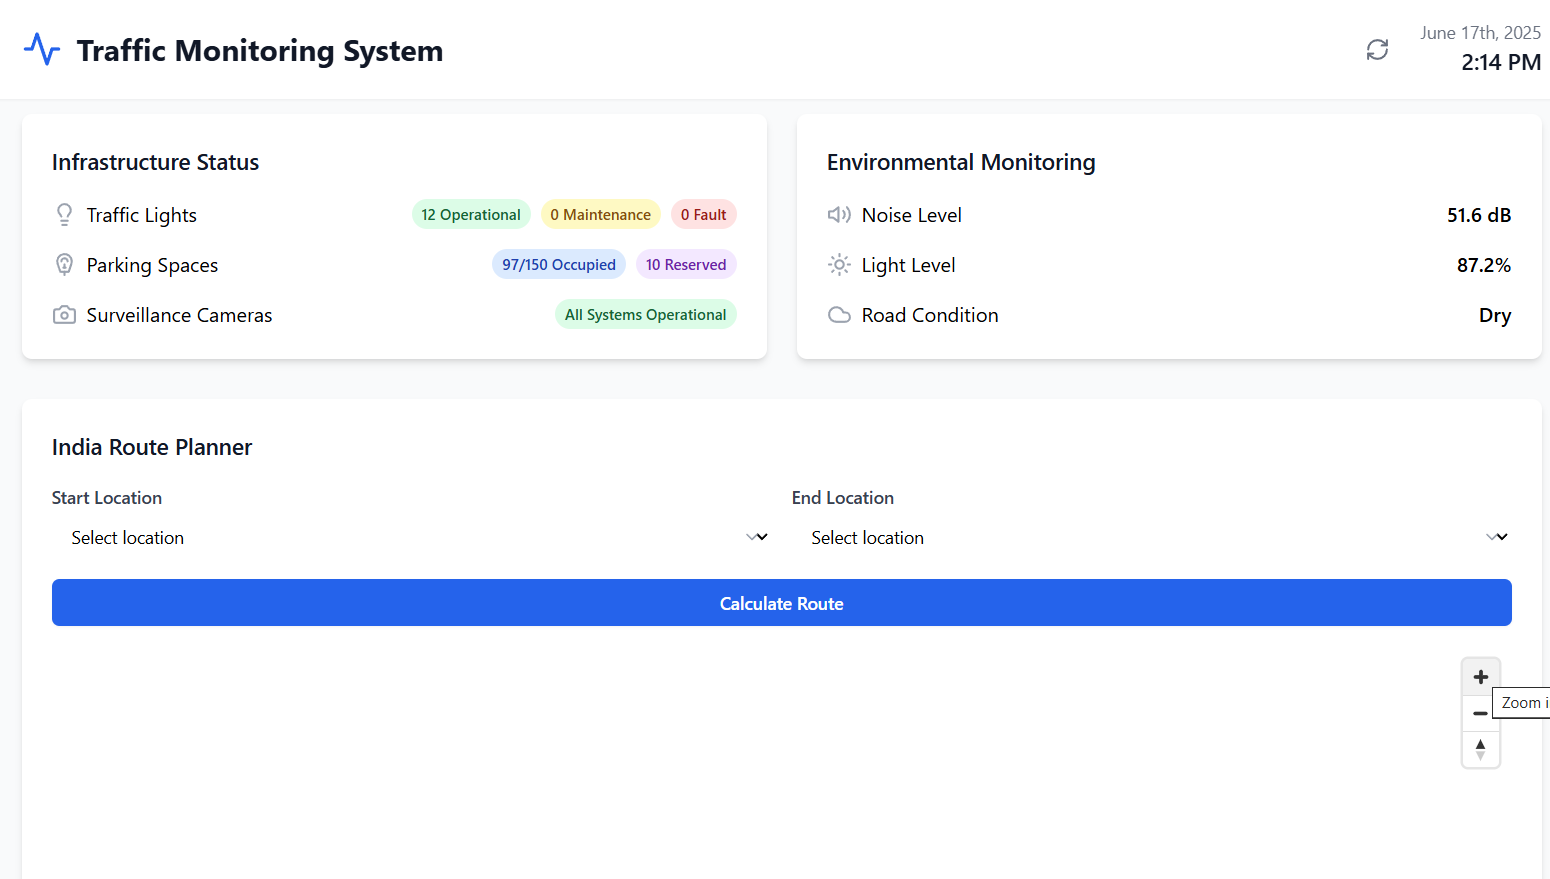 Traffic Monitoring System
June 17th, 2025
2:14 PM
Infrastructure Status
Traffic Lights 12 Operational 0 Maintenance 0 Fault
Parking Spaces 97/150 Occupied 10 Reserved
Surveillance Cameras All Systems Operational
Environmental Monitoring
Noise Level 51.6 dB
Light Level 87.2%
Road Condition Dry
India Route Planner
Start Location
Select location
End Location
Select location
Calculate Route
Zoom i